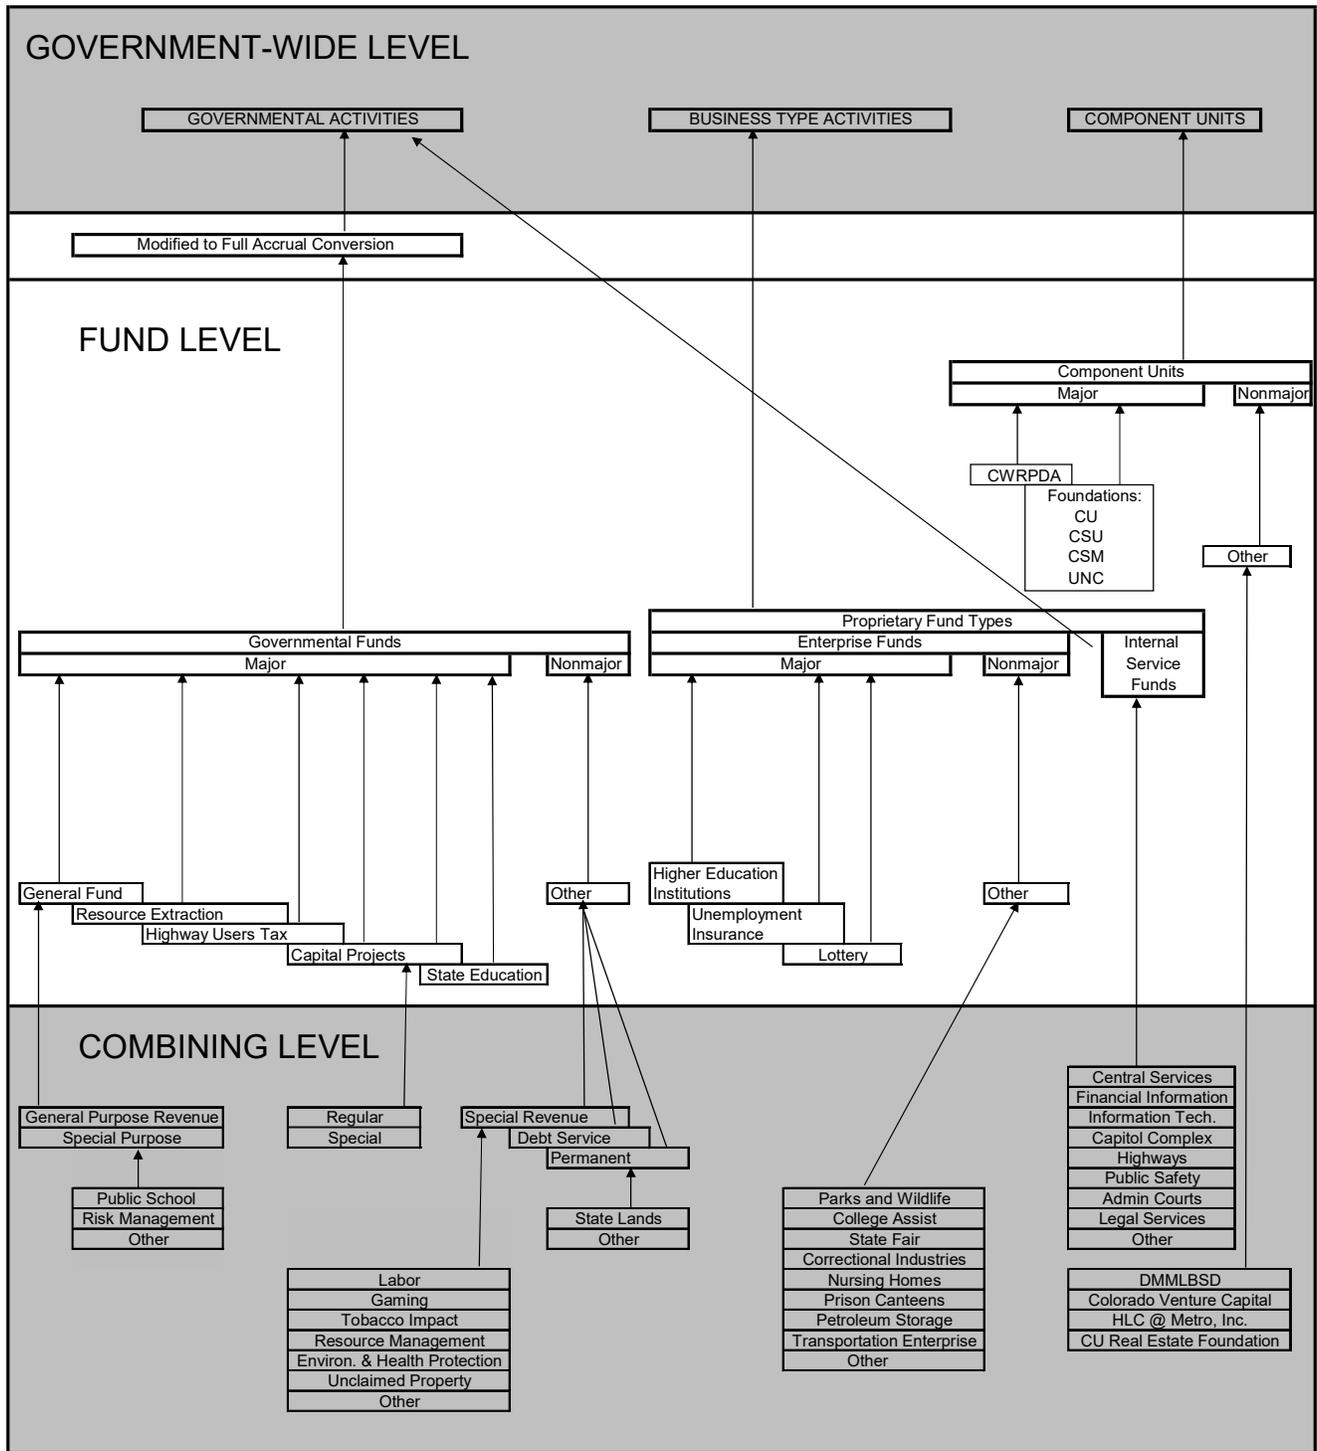 GOVERNMENT-WIDE LEVEL
GOVERNMENTAL ACTIVITIES
BUSINESS TYPE ACTIVITIES
COMPONENT UNITS
Modified to Full Accrual Conversion
FUND LEVEL
Component Units
Major
Nonmajor
CWRPDA
Foundations:
CU
CSU
CSM
UNC
Other
Governmental Funds
Major
Nonmajor
Proprietary Fund Types
Enterprise Funds
Major
Nonmajor
Internal
Service
Funds
General Fund
Resource Extraction
Highway Users Tax
Capital Projects
State Education
Other
Higher Education
Institutions
Unemployment
Insurance
Lottery
Other
COMBINING LEVEL
General Purpose Revenue
Special Purpose
Public School
Risk Management
Other
Regular
Special
Special Revenue
Debt Service
Permanent
State Lands
Other
Labor
Gaming
Tobacco Impact
Resource Management
Environ. & Health Protection
Unclaimed Property
Other
Parks and Wildlife
College Assist
State Fair
Correctional Industries
Nursing Homes
Prison Canteens
Petroleum Storage
Transportation Enterprise
Other
Central Services
Financial Information
Information Tech.
Capitol Complex
Highways
Public Safety
Admin Courts
Legal Services
Other
DMMLBSD
Colorado Venture Capital
HLC @ Metro, Inc.
CU Real Estate Foundation